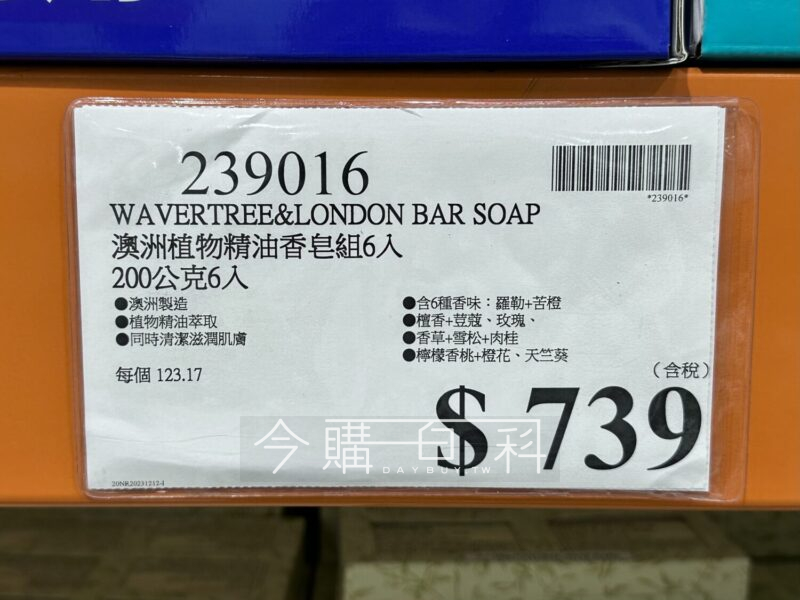 239016
*239016*
WAVERTREE&LONDON BAR SOAP
澳洲植物精油香皂組6入
200公克6入
●澳洲製造
●植物精油萃取
●同時清潔滋潤肌膚
●含6種香味：羅勒+苦橙
●檀香+荳蔻、玫瑰、
●香草+雪松+肉桂
●檸檬香桃+橙花、天竺葵
每個 123.17
（含稅）
$ 739
今購百科
DAYBUY.TW
20NR20231212-1